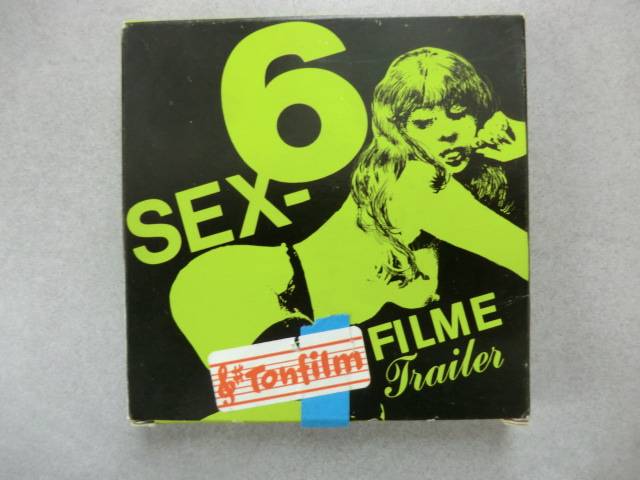 6
SEX-
FILME
Trailer
Tonfilm